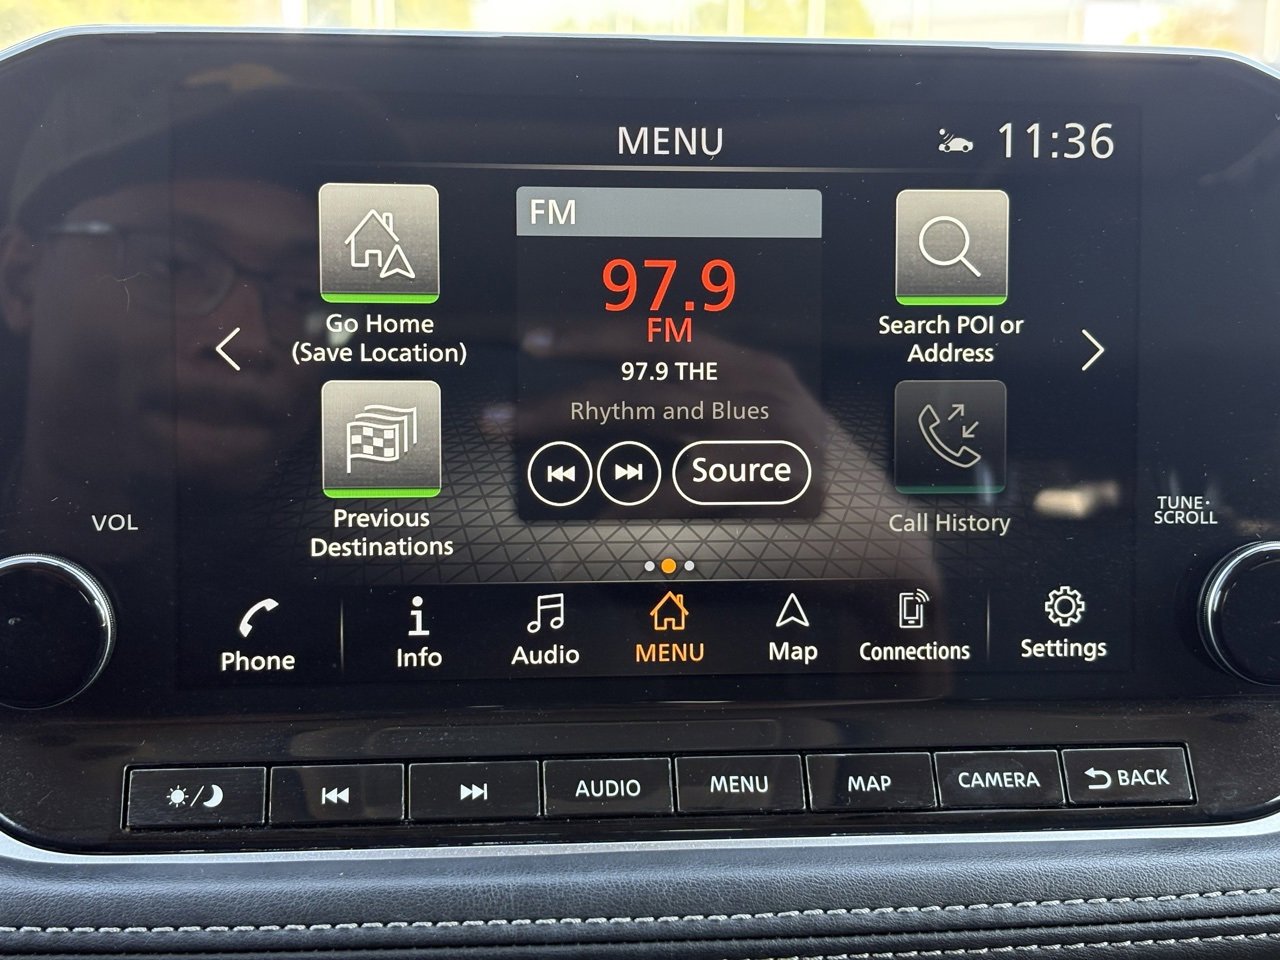 MENU
11:36
FM
97.9
FM
97.9 THE
Rhythm and Blues
Source
Go Home
(Save Location)
Previous
Destinations
Search POI or
Address
Call History
VOL
TUNE·
SCROLL
Phone
Info
Audio
MENU
Map
Connections
Settings
AUDIO
MENU
MAP
CAMERA
BACK